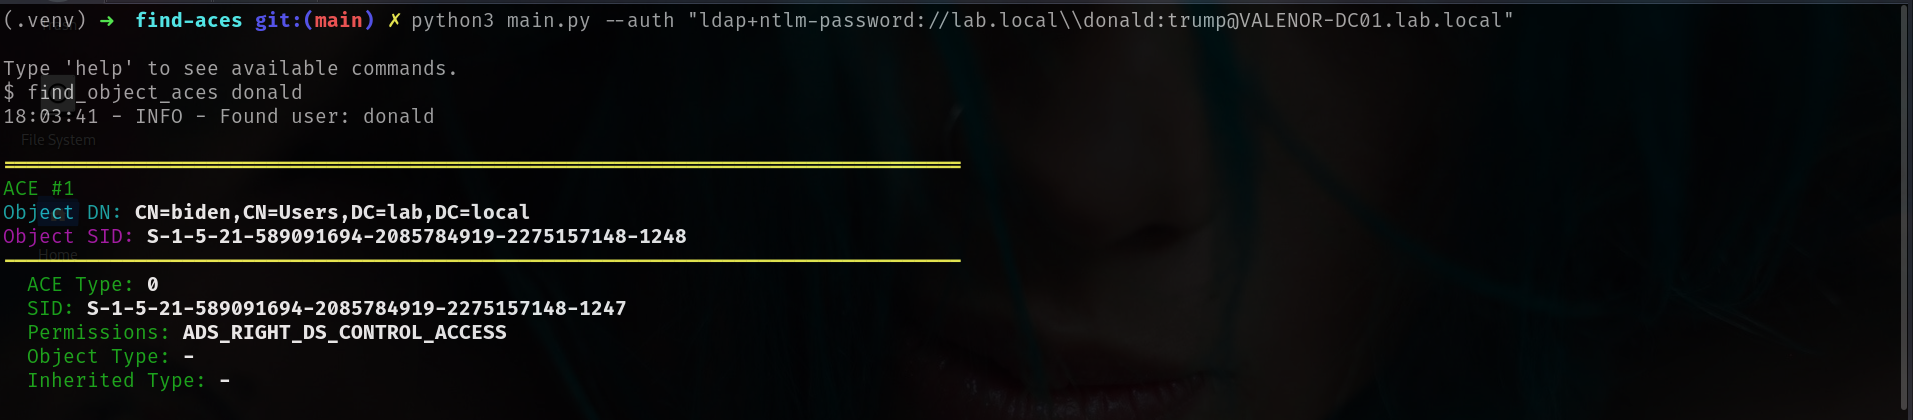 (.venv) ➜ find-aces git:(main) ✗ python3 main.py --auth "ldap+ntlm-password://lab.local\\donald:trump@VALENOR-DC01.lab.local"
Type 'help' to see available commands.
$ find_object_aces donald
18:03:41 - INFO - Found user: donald
File System
ACE #1
Object DN: CN=biden,CN=Users,DC=lab,DC=local
Object SID: S-1-5-21-589091694-2085784919-2275157148-1248
Home
ACE Type: 0
SID: S-1-5-21-589091694-2085784919-2275157148-1247
Permissions: ADS_RIGHT_DS_CONTROL_ACCESS
Object Type: -
Inherited Type: -